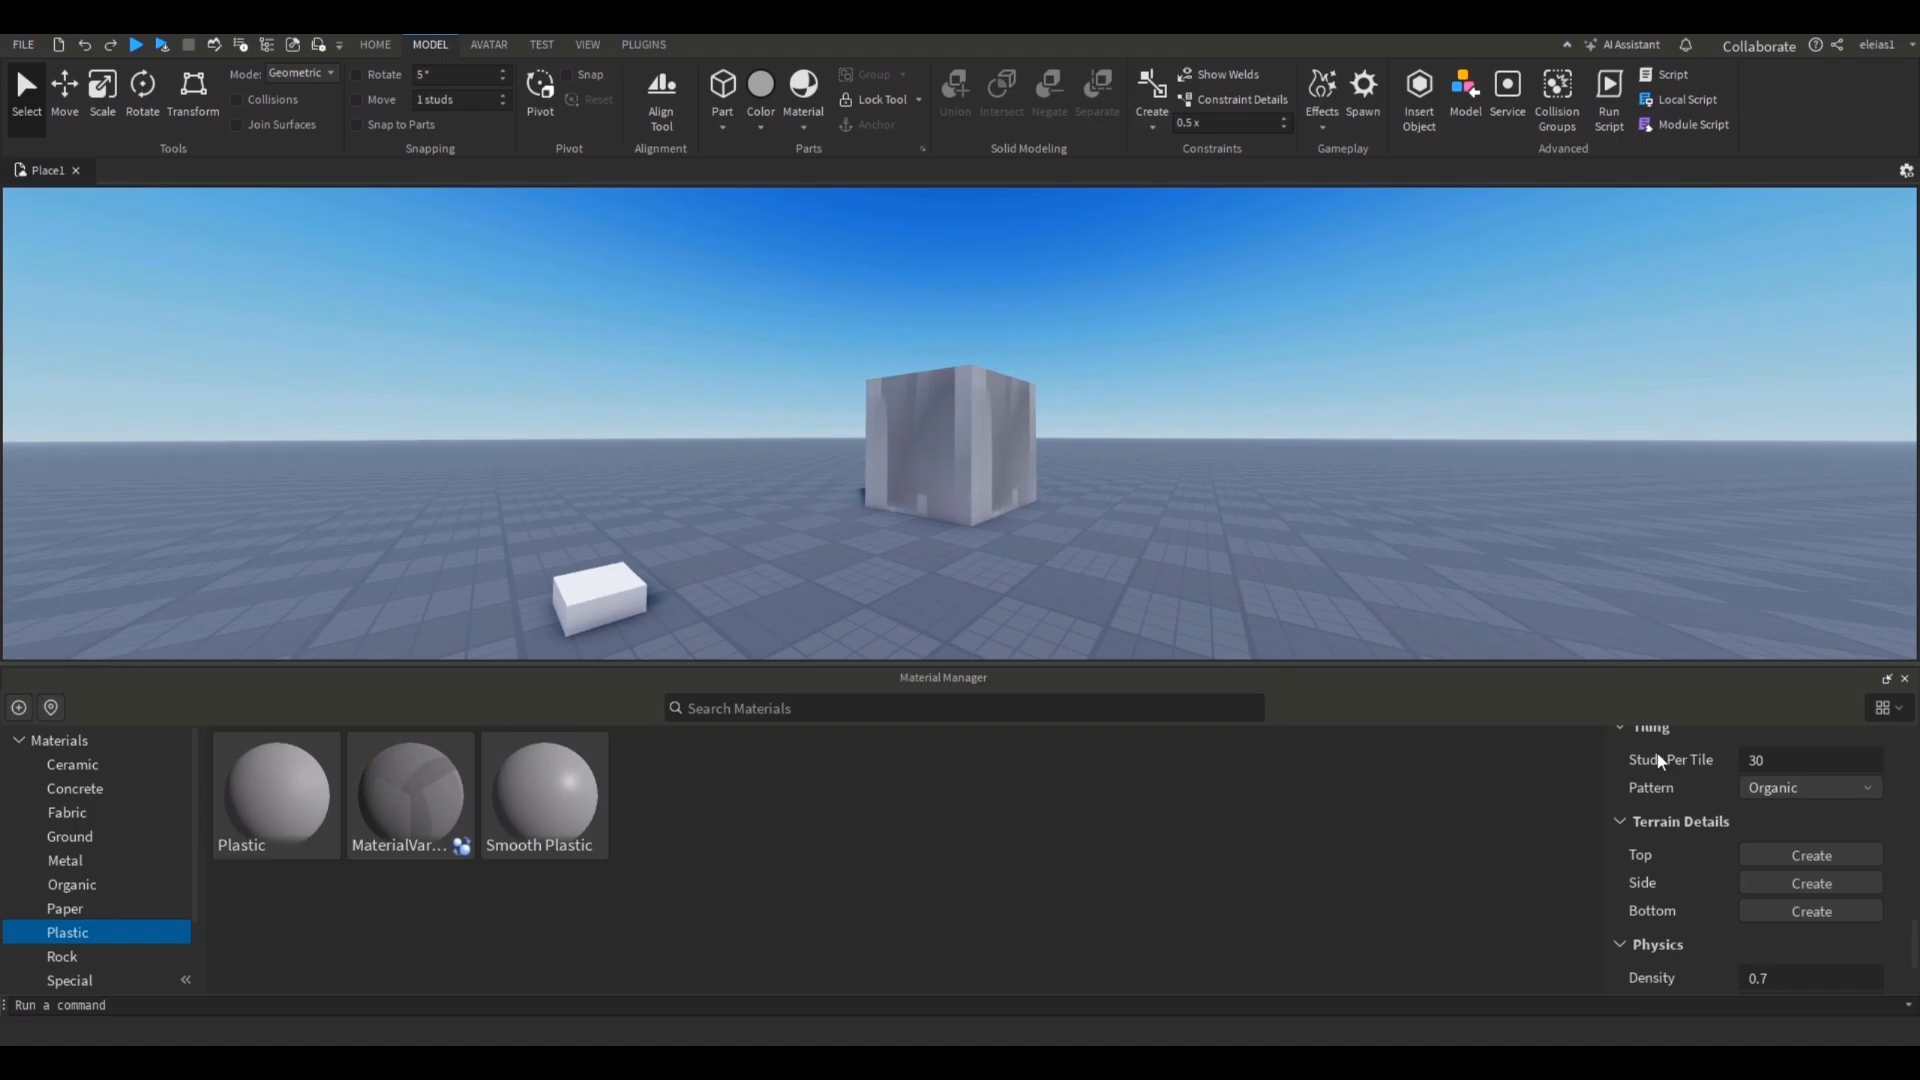 FILE HOME MODEL AVATAR TEST VIEW PLUGINS AI Assistant Collaborate eleias1
Select Move Scale Rotate Transform
Mode: Geometric
Collisions
Join Surfaces
Tools
Rotate 5°
Move 1 studs
Snap to Parts
Snapping
Pivot Snap
Reset
Pivot
Align Tool
Alignment
Part Color Material
Group
Lock Tool
Anchor
Parts
Union Intersect Negate Separate
Solid Modeling
Create Show Welds
Constraint Details
0.5 x
Constraints
Effects Spawn
Gameplay
Insert Object Model Service Collision Groups Run Script
Script
Local Script
Module Script
Advanced
Place1
Material Manager
Search Materials
Materials
Ceramic
Concrete
Fabric
Ground
Metal
Organic
Paper
Plastic
Rock
Special
Plastic MaterialVar... Smooth Plastic
Tiling
Studs Per Tile 30
Pattern Organic
Terrain Details
Top Create
Side Create
Bottom Create
Physics
Density 0.7
Run a command